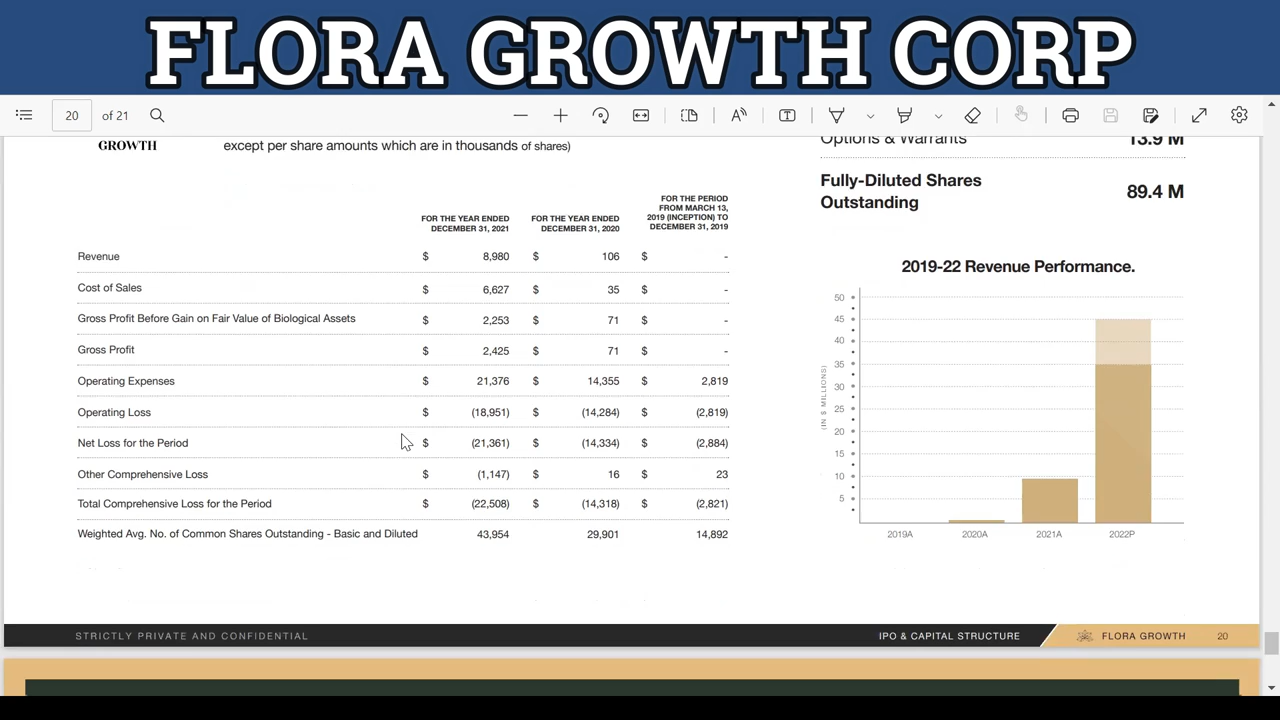 FLORA GROWTH CORP
20 of 21
GROWTH
except per share amounts which are in thousands of shares)
Options & Warrants 13.9 M
Fully-Diluted Shares
Outstanding
89.4 M
FOR THE YEAR ENDED
DECEMBER 31, 2021
FOR THE YEAR ENDED
DECEMBER 31, 2020
FOR THE PERIOD
FROM MARCH 13,
2019 (INCEPTION) TO
DECEMBER 31, 2019
Revenue $ 8,980 $ 106 $ -
Cost of Sales $ 6,627 $ 35 $ -
Gross Profit Before Gain on Fair Value of Biological Assets $ 2,253 $ 71 $ -
Gross Profit $ 2,425 $ 71 $ -
Operating Expenses $ 21,376 $ 14,355 $ 2,819
Operating Loss $ (18,951) $ (14,284) $ (2,819)
Net Loss for the Period $ (21,361) $ (14,334) $ (2,884)
Other Comprehensive Loss $ (1,147) $ 16 $ 23
Total Comprehensive Loss for the Period $ (22,508) $ (14,318) $ (2,821)
Weighted Avg. No. of Common Shares Outstanding - Basic and Diluted 43,954 29,901 14,892
2019-22 Revenue Performance.
(IN $ MILLIONS)
50
45
40
35
30
25
20
15
10
5
2019A 2020A 2021A 2022P
STRICTLY PRIVATE AND CONFIDENTIAL
IPO & CAPITAL STRUCTURE
FLORA GROWTH 20